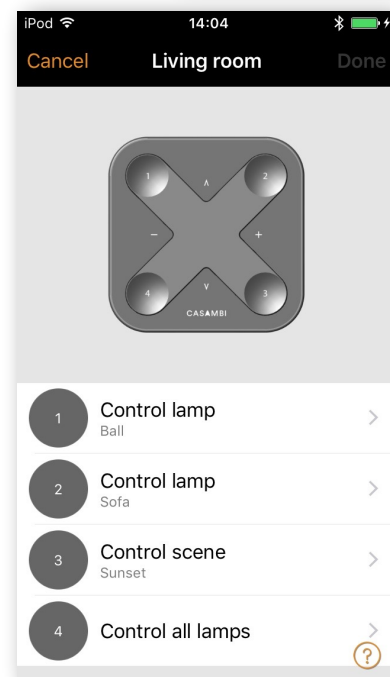 iPod 14:04
Cancel Living room Done
1 ∧ 2
− +
4 ∨ 3
CASAMBI
1 Control lamp
Ball
2 Control lamp
Sofa
3 Control scene
Sunset
4 Control all lamps
?